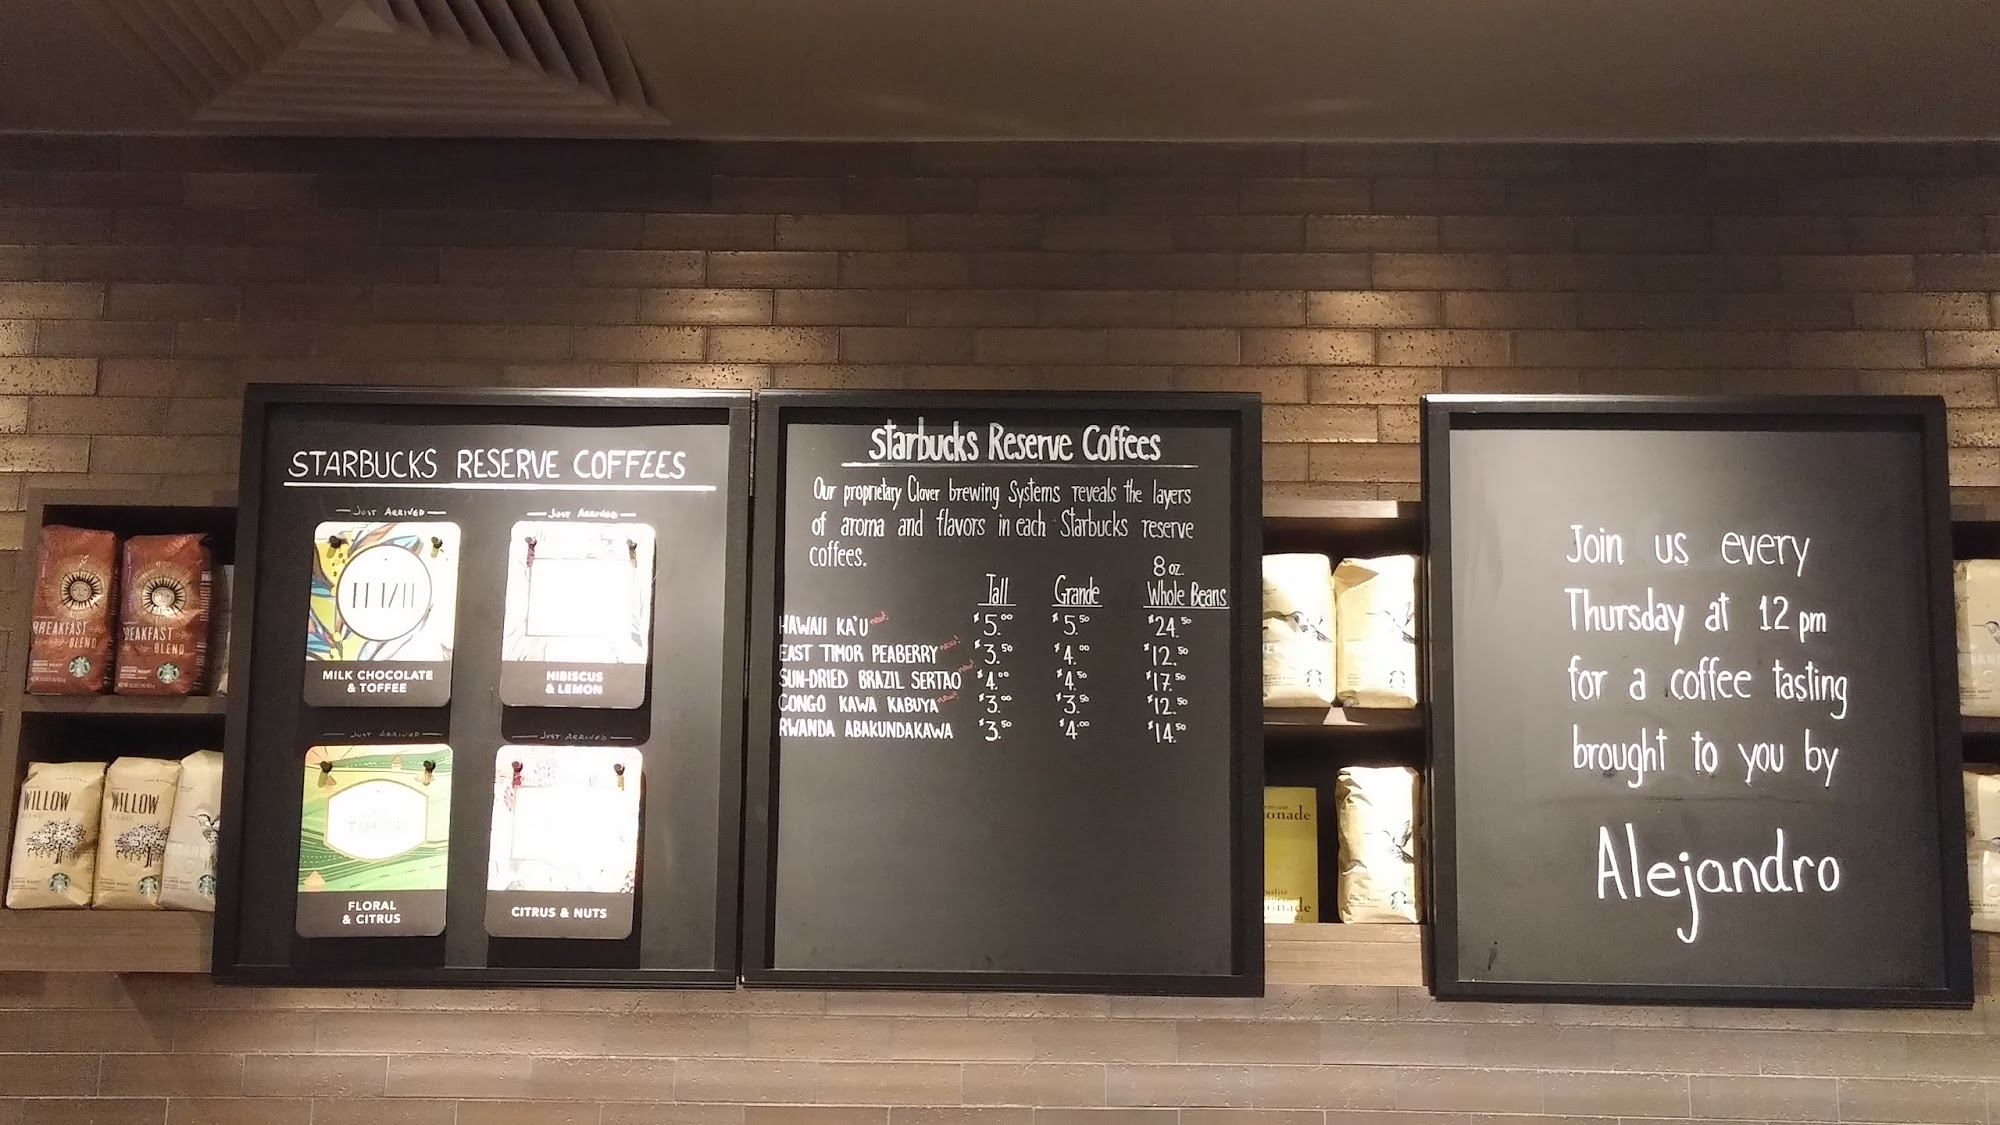 STARBUCKS RESERVE COFFEES
JUST ARRIVED
MILK CHOCOLATE
& TOFFEE
JUST ARRIVED
HIBISCUS
& LEMON
JUST ARRIVED
FLORAL
& CITRUS
JUST ARRIVED
CITRUS & NUTS
Starbucks Reserve Coffees
Our proprietary Clover brewing Systems reveals the layers
of aroma and flavors in each Starbucks reserve
coffees.
8 oz.
Tall Grande Whole Beans
HAWAII KA'U new! $5.00 $5.50 $24.50
EAST TIMOR PEABERRY new! $3.50 $4.00 $12.50
SUN-DRIED BRAZIL SERTAO new! $4.00 $4.50 $17.50
CONGO KAWA KABUYA new! $3.00 $3.50 $12.50
RWANDA ABAKUNDAKAWA $3.50 $4.00 $14.50
Join us every
Thursday at 12 pm
for a coffee tasting
brought to you by
Alejandro
BREAKFAST
BLEND
BREAKFAST
BLEND
WILLOW
BLEND
WILLOW
BLEND